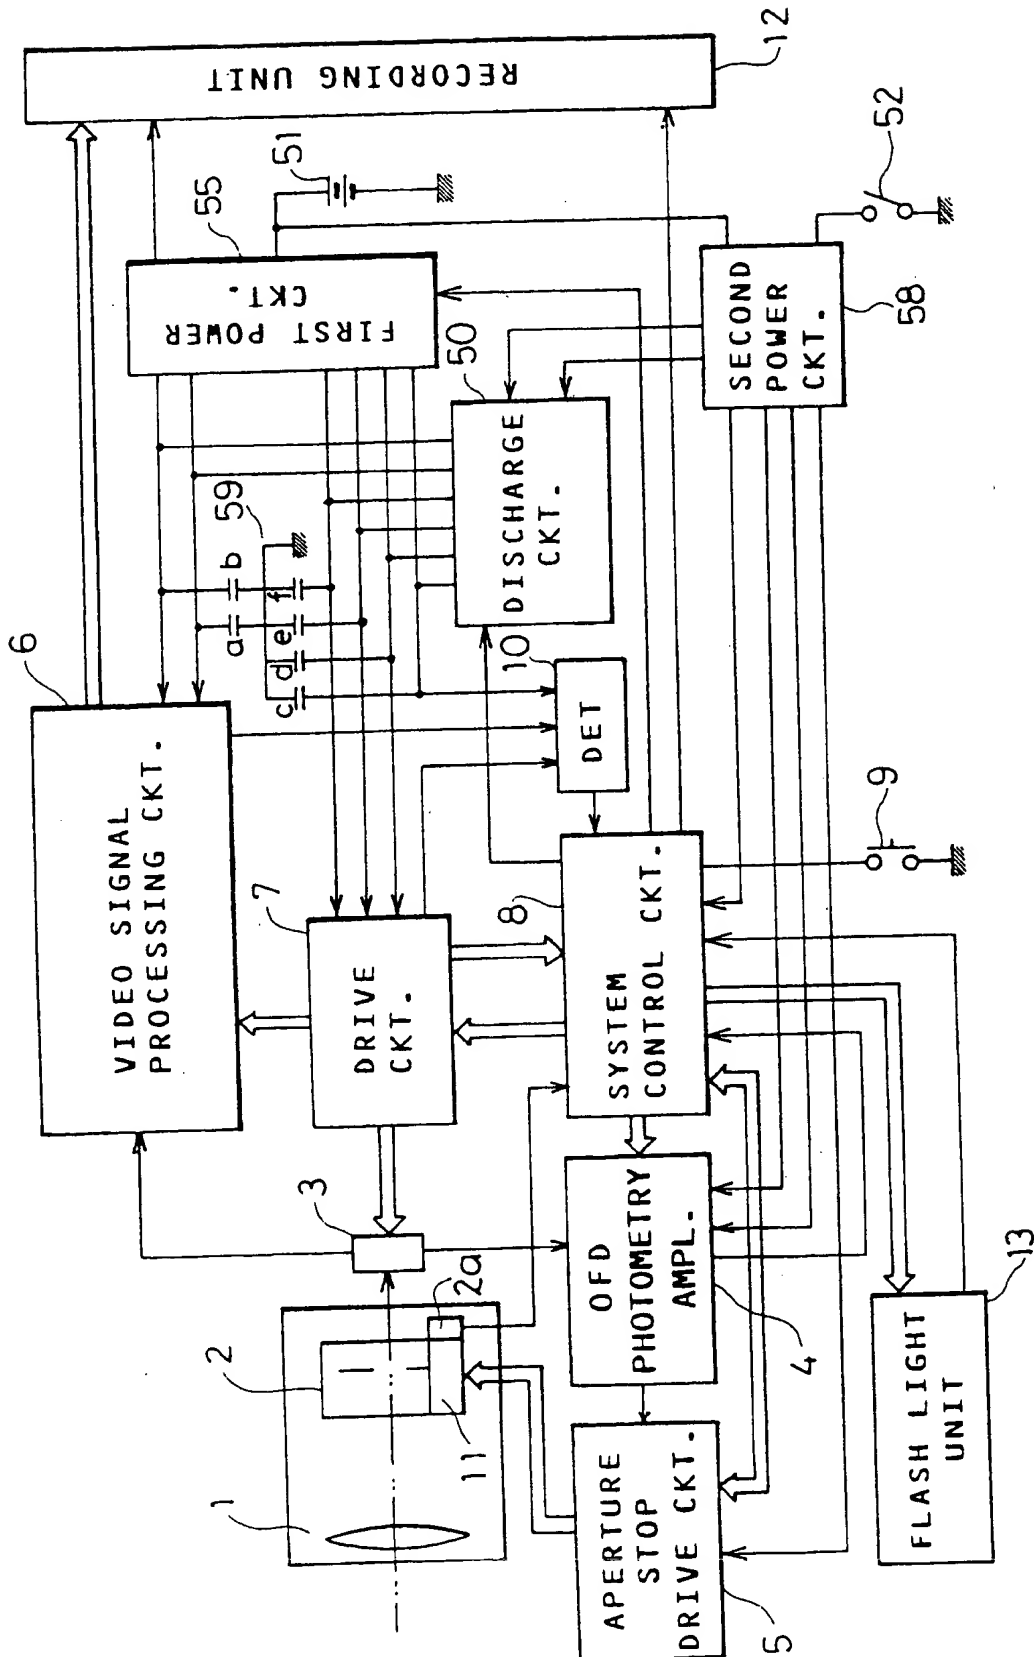 RECORDING UNIT
12
51
55
FIRST POWER
CKT.
52
SECOND
POWER
CKT.
58
50
DISCHARGE
CKT.
59
b
f
a
e
d
c
10
DET
6
VIDEO SIGNAL
PROCESSING CKT.
7
DRIVE
CKT.
8
SYSTEM
CONTROL CKT.
9
3
2a
2
11
1
OFD
PHOTOMETRY
AMPL.
4
APERTURE
STOP
DRIVE CKT.
5
FLASH LIGHT
UNIT
13